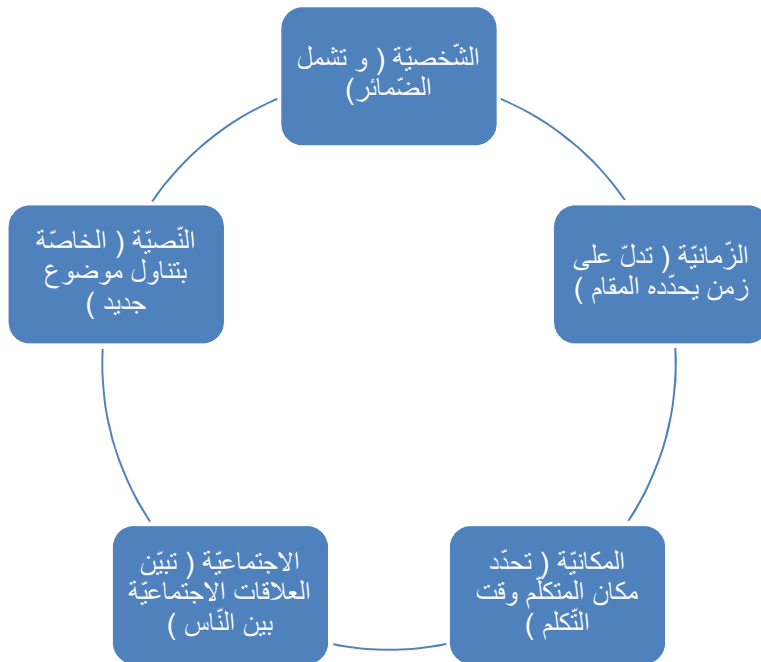 الشّخصيّة ( و تشمل
الضّمائر)
الزّمانيّة ( تدلّ على
زمن يحدّده المقام )
المكانيّة ( تحدّد
مكان المتكلّم وقت
التّكلم )
الاجتماعيّة ( تبيّن
العلاقات الاجتماعيّة
بين النّاس )
النّصيّة ( الخاصّة
بتناول موضوع
جديد )